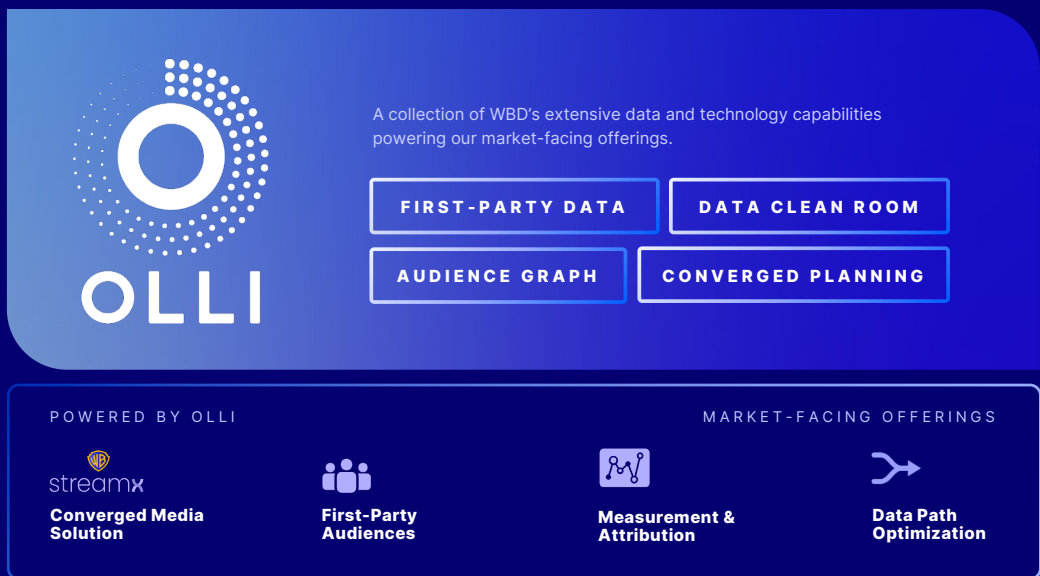 A collection of WBD’s extensive data and technology capabilities
powering our market-facing offerings.
FIRST-PARTY DATA
DATA CLEAN ROOM
AUDIENCE GRAPH
CONVERGED PLANNING
OLLI
POWERED BY OLLI
MARKET-FACING OFFERINGS
WB
streamx
Converged Media
Solution
First-Party
Audiences
Measurement &
Attribution
Data Path
Optimization